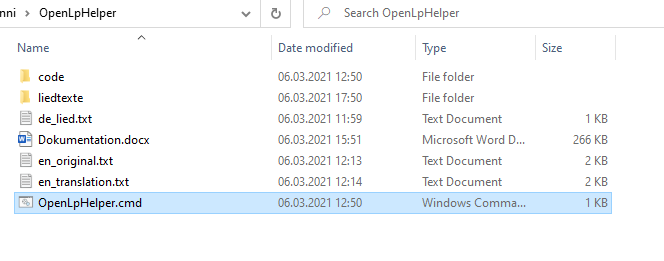 nni > OpenLpHelper Search OpenLpHelper
Name Date modified Type Size
code 06.03.2021 12:50 File folder
liedtexte 06.03.2021 17:50 File folder
de_lied.txt 06.03.2021 11:59 Text Document 1 KB
Dokumentation.docx 06.03.2021 15:51 Microsoft Word D... 266 KB
en_original.txt 06.03.2021 12:13 Text Document 2 KB
en_translation.txt 06.03.2021 12:14 Text Document 2 KB
OpenLpHelper.cmd 06.03.2021 12:50 Windows Comma... 1 KB